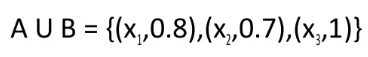 A U B = {(x₁,0.8),(x₂,0.7),(x₃,1)}